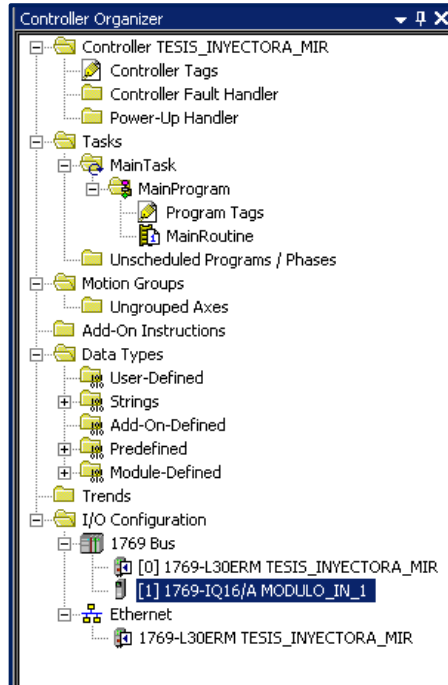 Controller Organizer
Controller TESIS_INYECTORA_MIR
Controller Tags
Controller Fault Handler
Power-Up Handler
Tasks
MainTask
MainProgram
Program Tags
MainRoutine
Unscheduled Programs / Phases
Motion Groups
Ungrouped Axes
Add-On Instructions
Data Types
User-Defined
Strings
Add-On-Defined
Predefined
Module-Defined
Trends
I/O Configuration
1769 Bus
[0] 1769-L30ERM TESIS_INYECTORA_MIR
[1] 1769-IQ16/A MODULO_IN_1
Ethernet
1769-L30ERM TESIS_INYECTORA_MIR